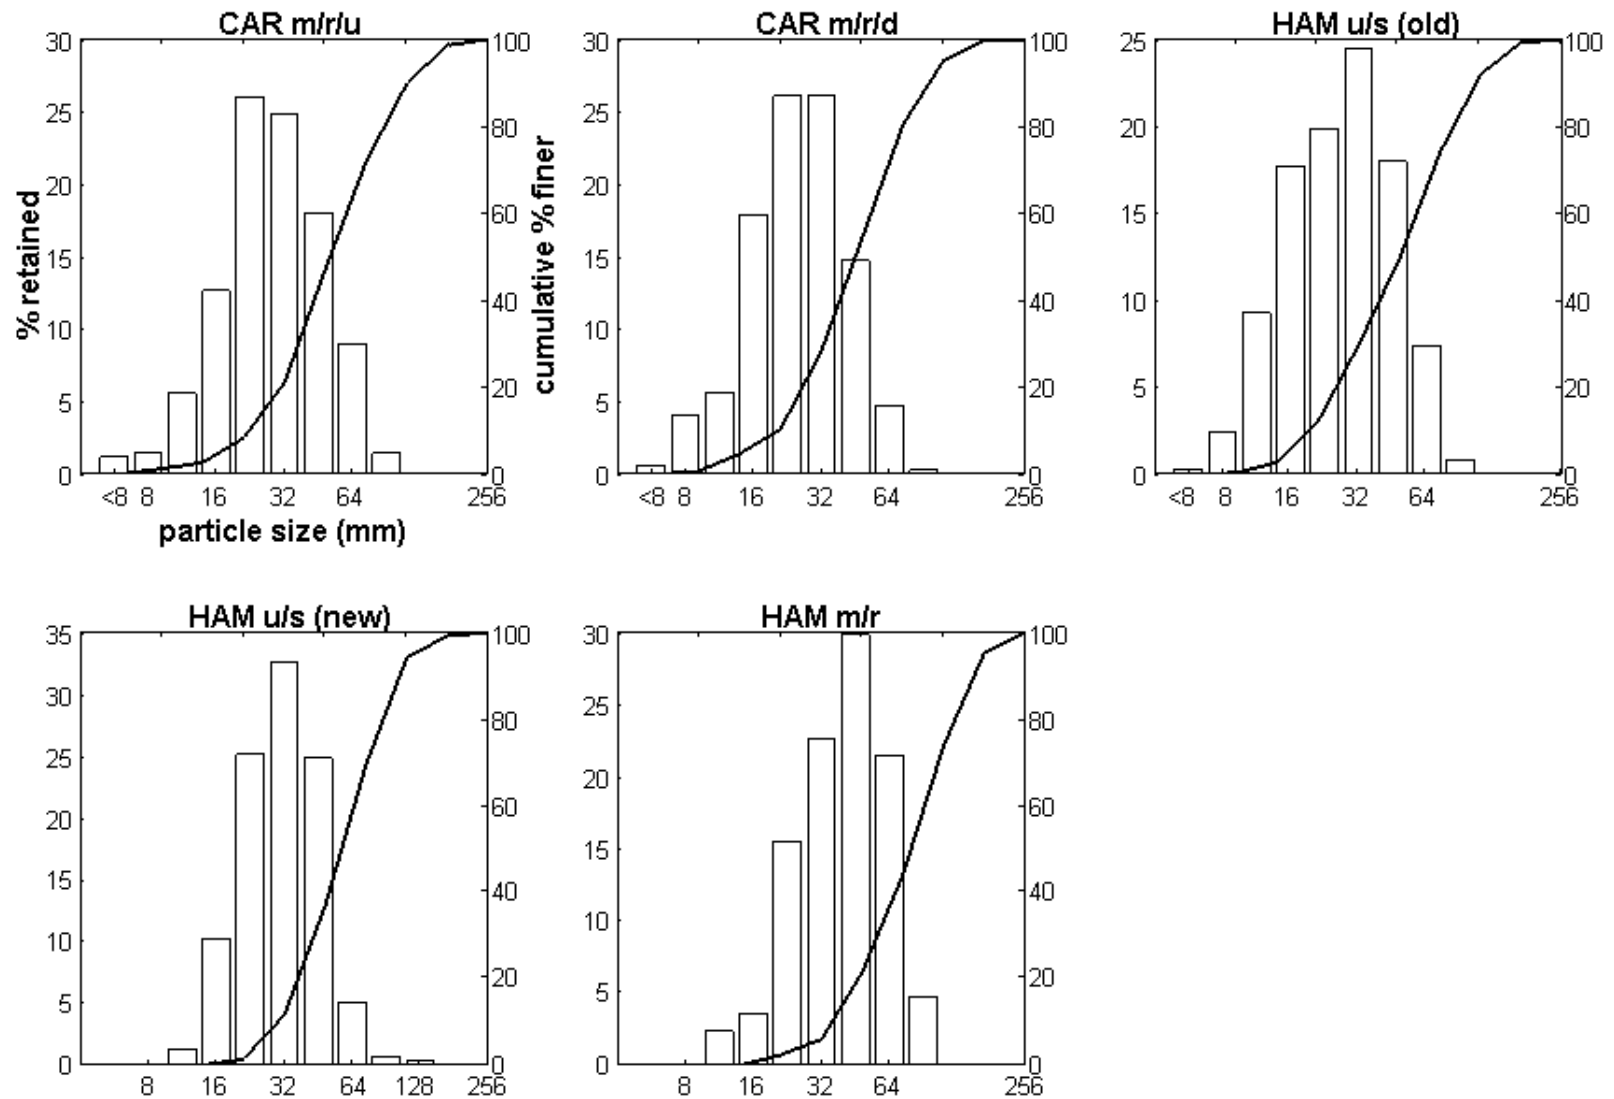 CAR m/r/u
CAR m/r/d
HAM u/s (old)
30 100 30 100 25 100
25 80 25 80 20 80
20 60 20 60 15 60
15 40 15 40 10 40
10 20 10 20 5 20
5 5
0 0 0 0 0 0
% retained
cumulative % finer
<8 8 16 32 64 256
<8 8 16 32 64 256
<8 8 16 32 64 256
particle size (mm)
HAM u/s (new)
HAM m/r
35 100 30 100
30 80 25 80
25 60 20 60
20 40 15 40
15 20 10 20
10 5
5
0 0 0 0
8 16 32 64 128 256
8 16 32 64 256